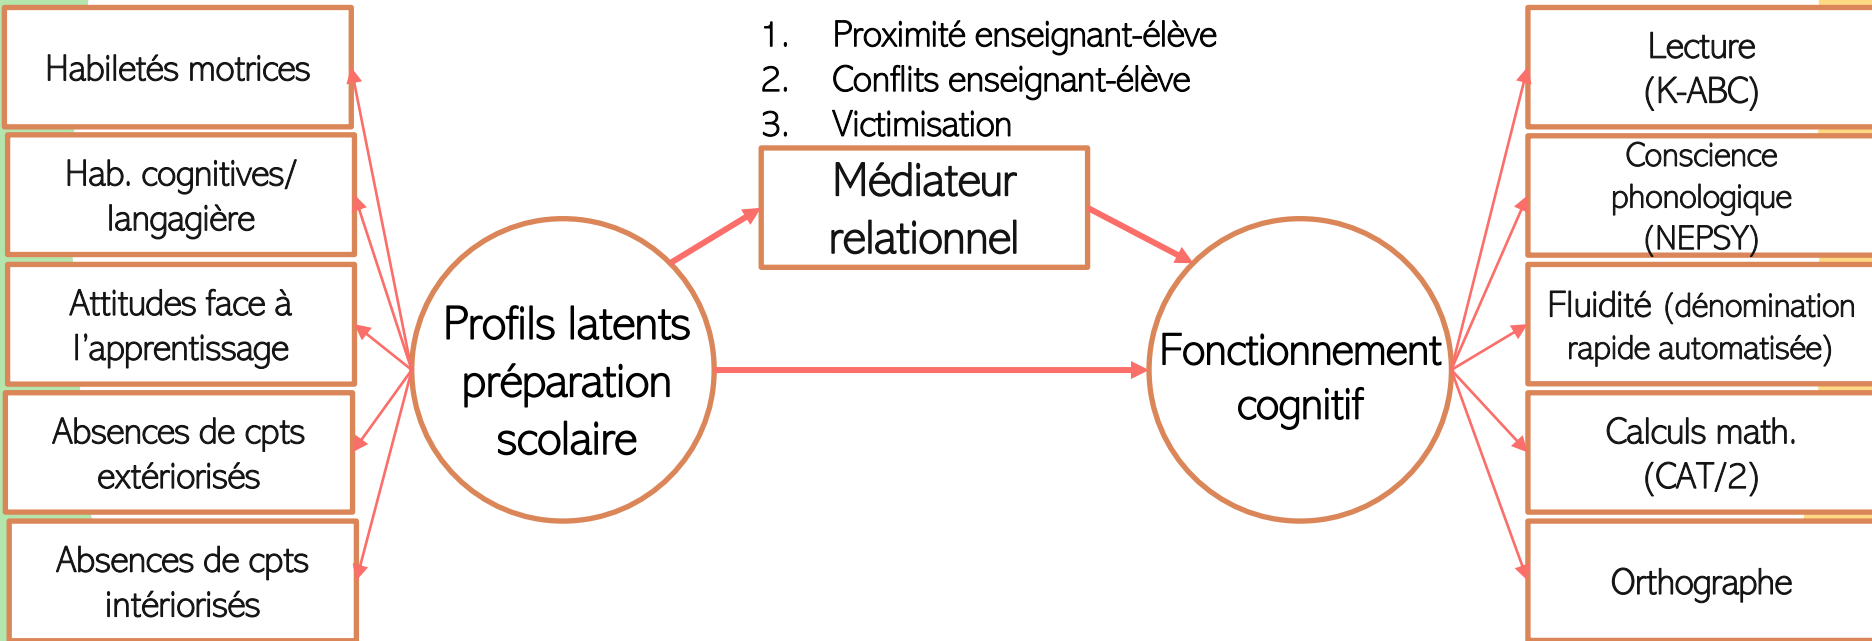 Habiletés motrices
Hab. cognitives/
langagière
Attitudes face à
l'apprentissage
Absences de cpts
extériorisés
Absences de cpts
intériorisés
Profils latents
préparation
scolaire
1. Proximité enseignant-élève
2. Conflits enseignant-élève
3. Victimisation
Médiateur
relationnel
Fonctionnement
cognitif
Lecture
(K-ABC)
Conscience
phonologique
(NEPSY)
Fluidité (dénomination
rapide automatisée)
Calculs math.
(CAT/2)
Orthographe